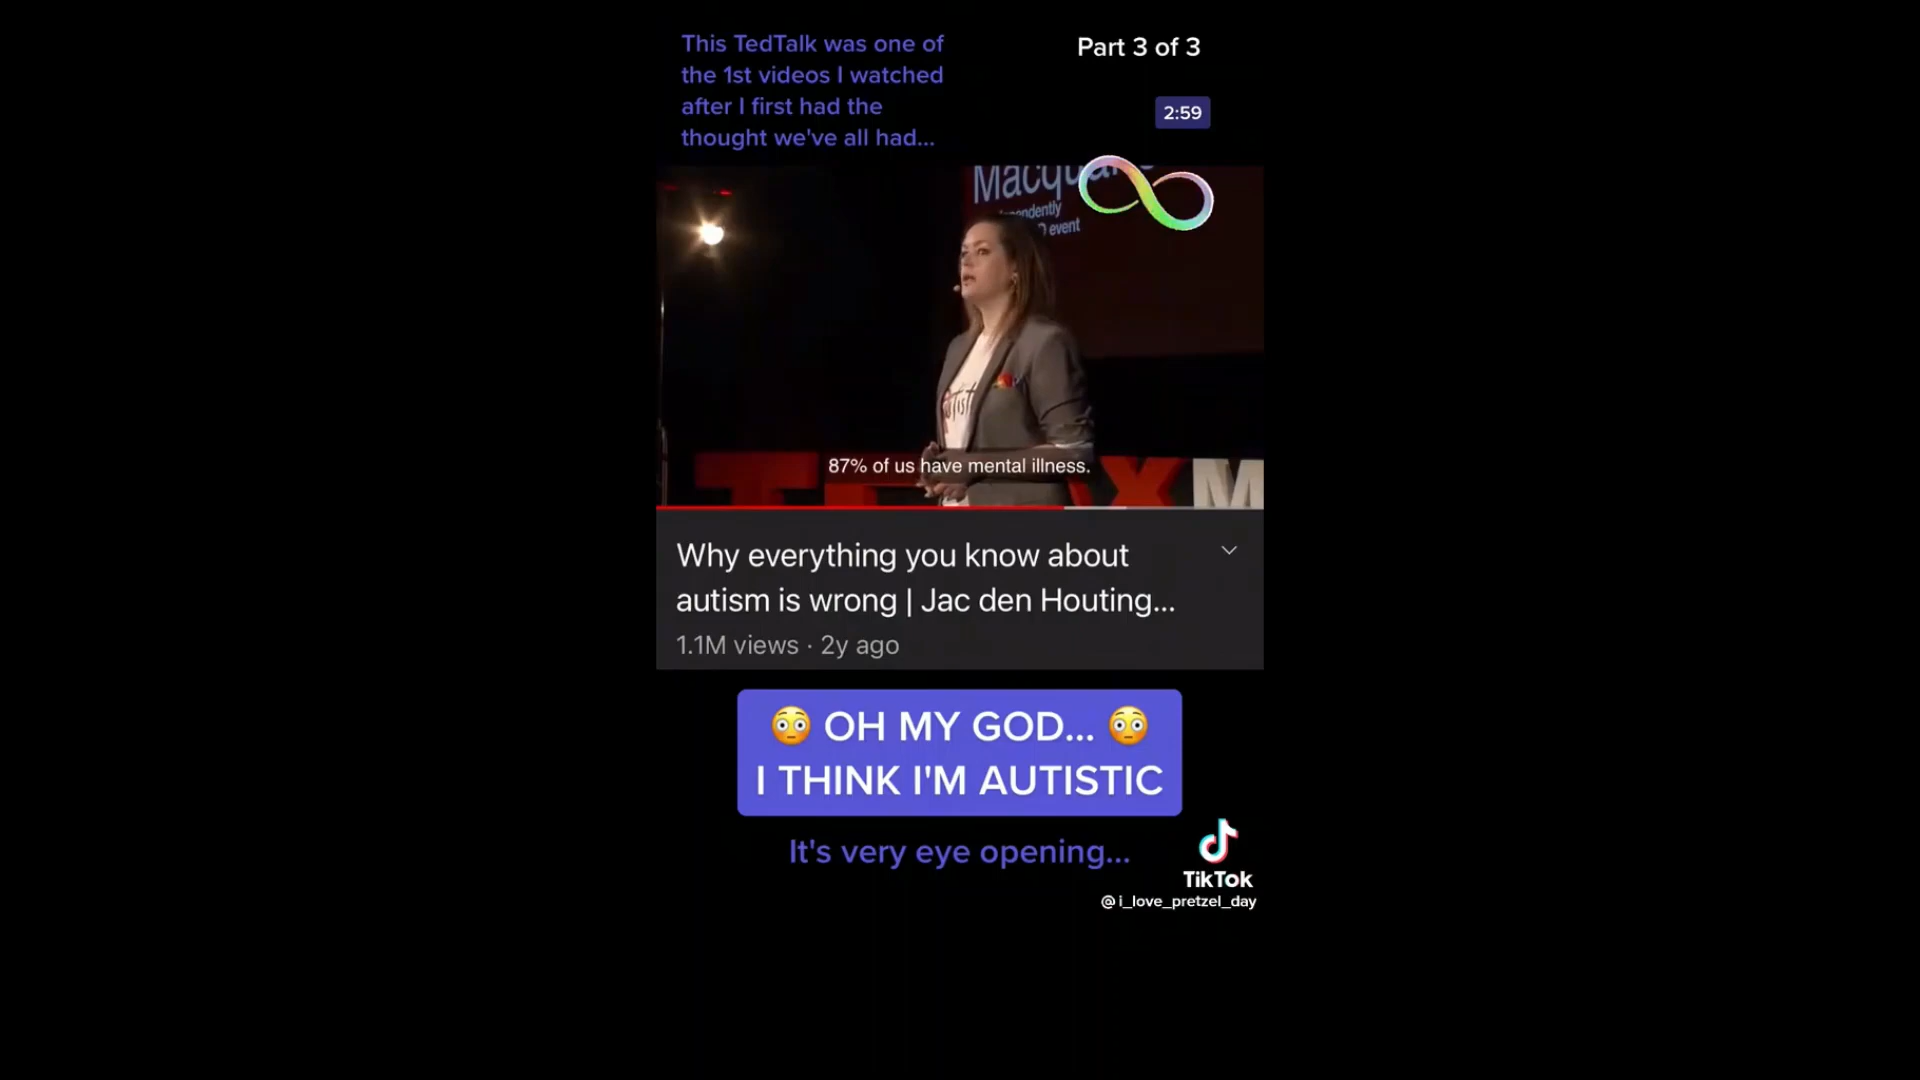 This TedTalk was one of
the 1st videos I watched
after I first had the
thought we've all had...
Part 3 of 3
2:59
event
87% of us have mental illness.
Why everything you know about
autism is wrong | Jac den Houting...
1.1M views · 2y ago
😳 OH MY GOD... 😳
I THINK I'M AUTISTIC
It's very eye opening...
TikTok
@i_love_pretzel_day